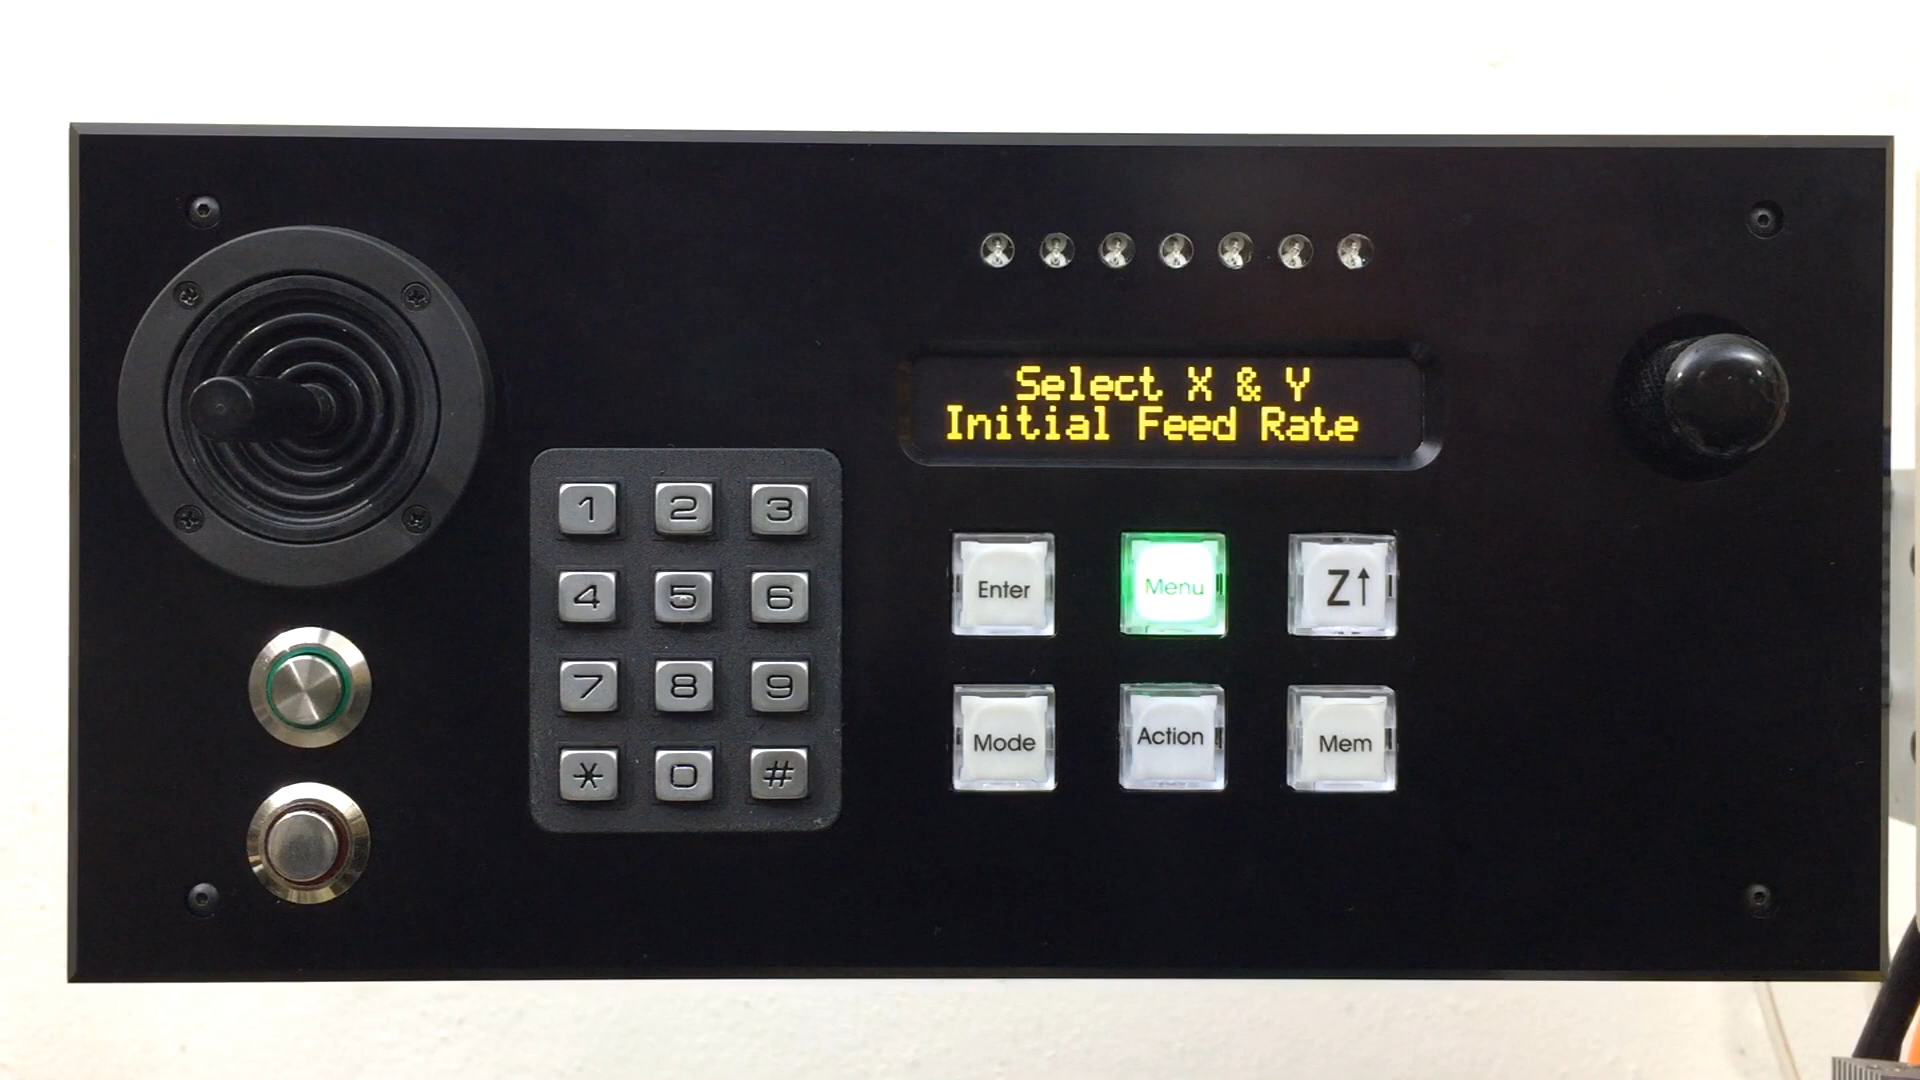 Select X & Y
Initial Feed Rate
1 2 3
4 5 6
7 8 9
* 0 #
Enter Menu Z↑
Mode Action Mem